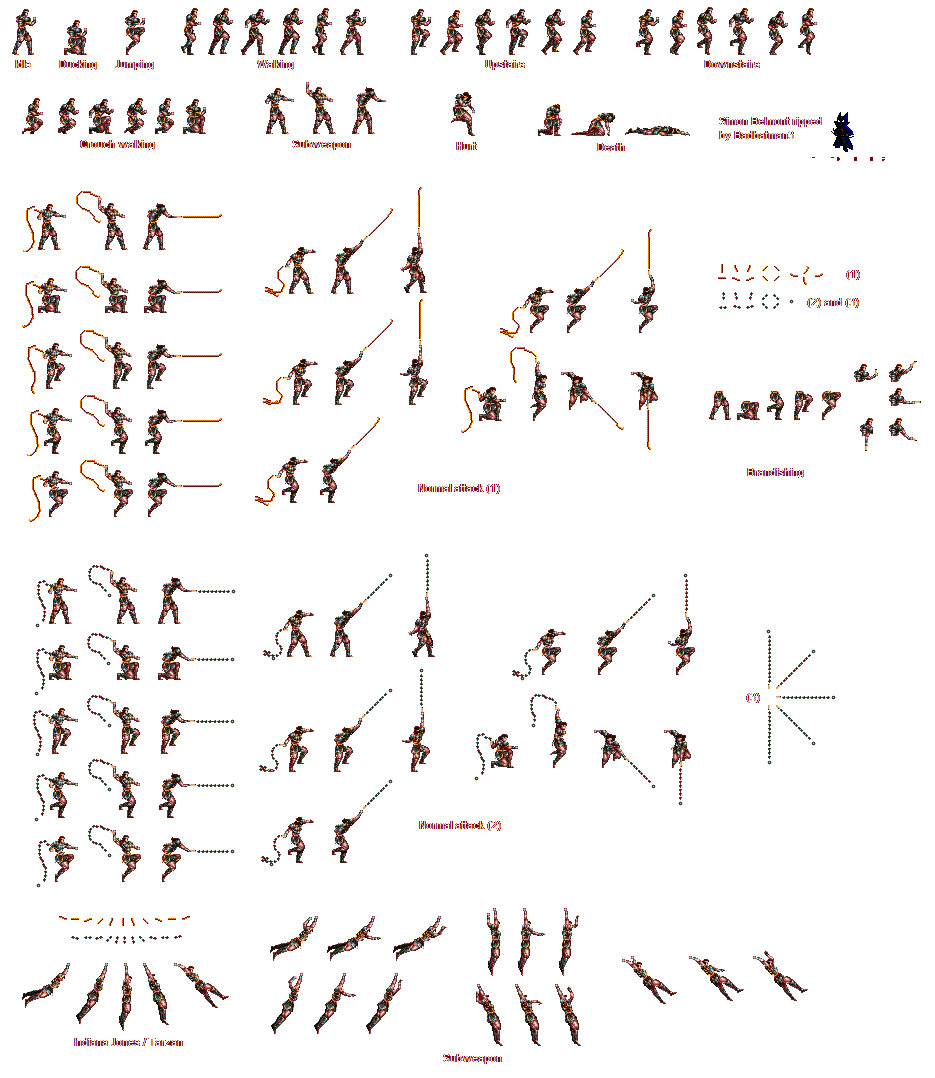 Idle
Ducking
Jumping
Walking
Upstairs
Downstairs
Crouch walking
Subweapon
Hurt
Death
Simon Belmont ripped
by Badbatman3
(1)
(2) and (3)
Brandishing
Normal attack (1)
(3)
Normal attack (2)
Indiana Jones / Tarzan
Subweapon